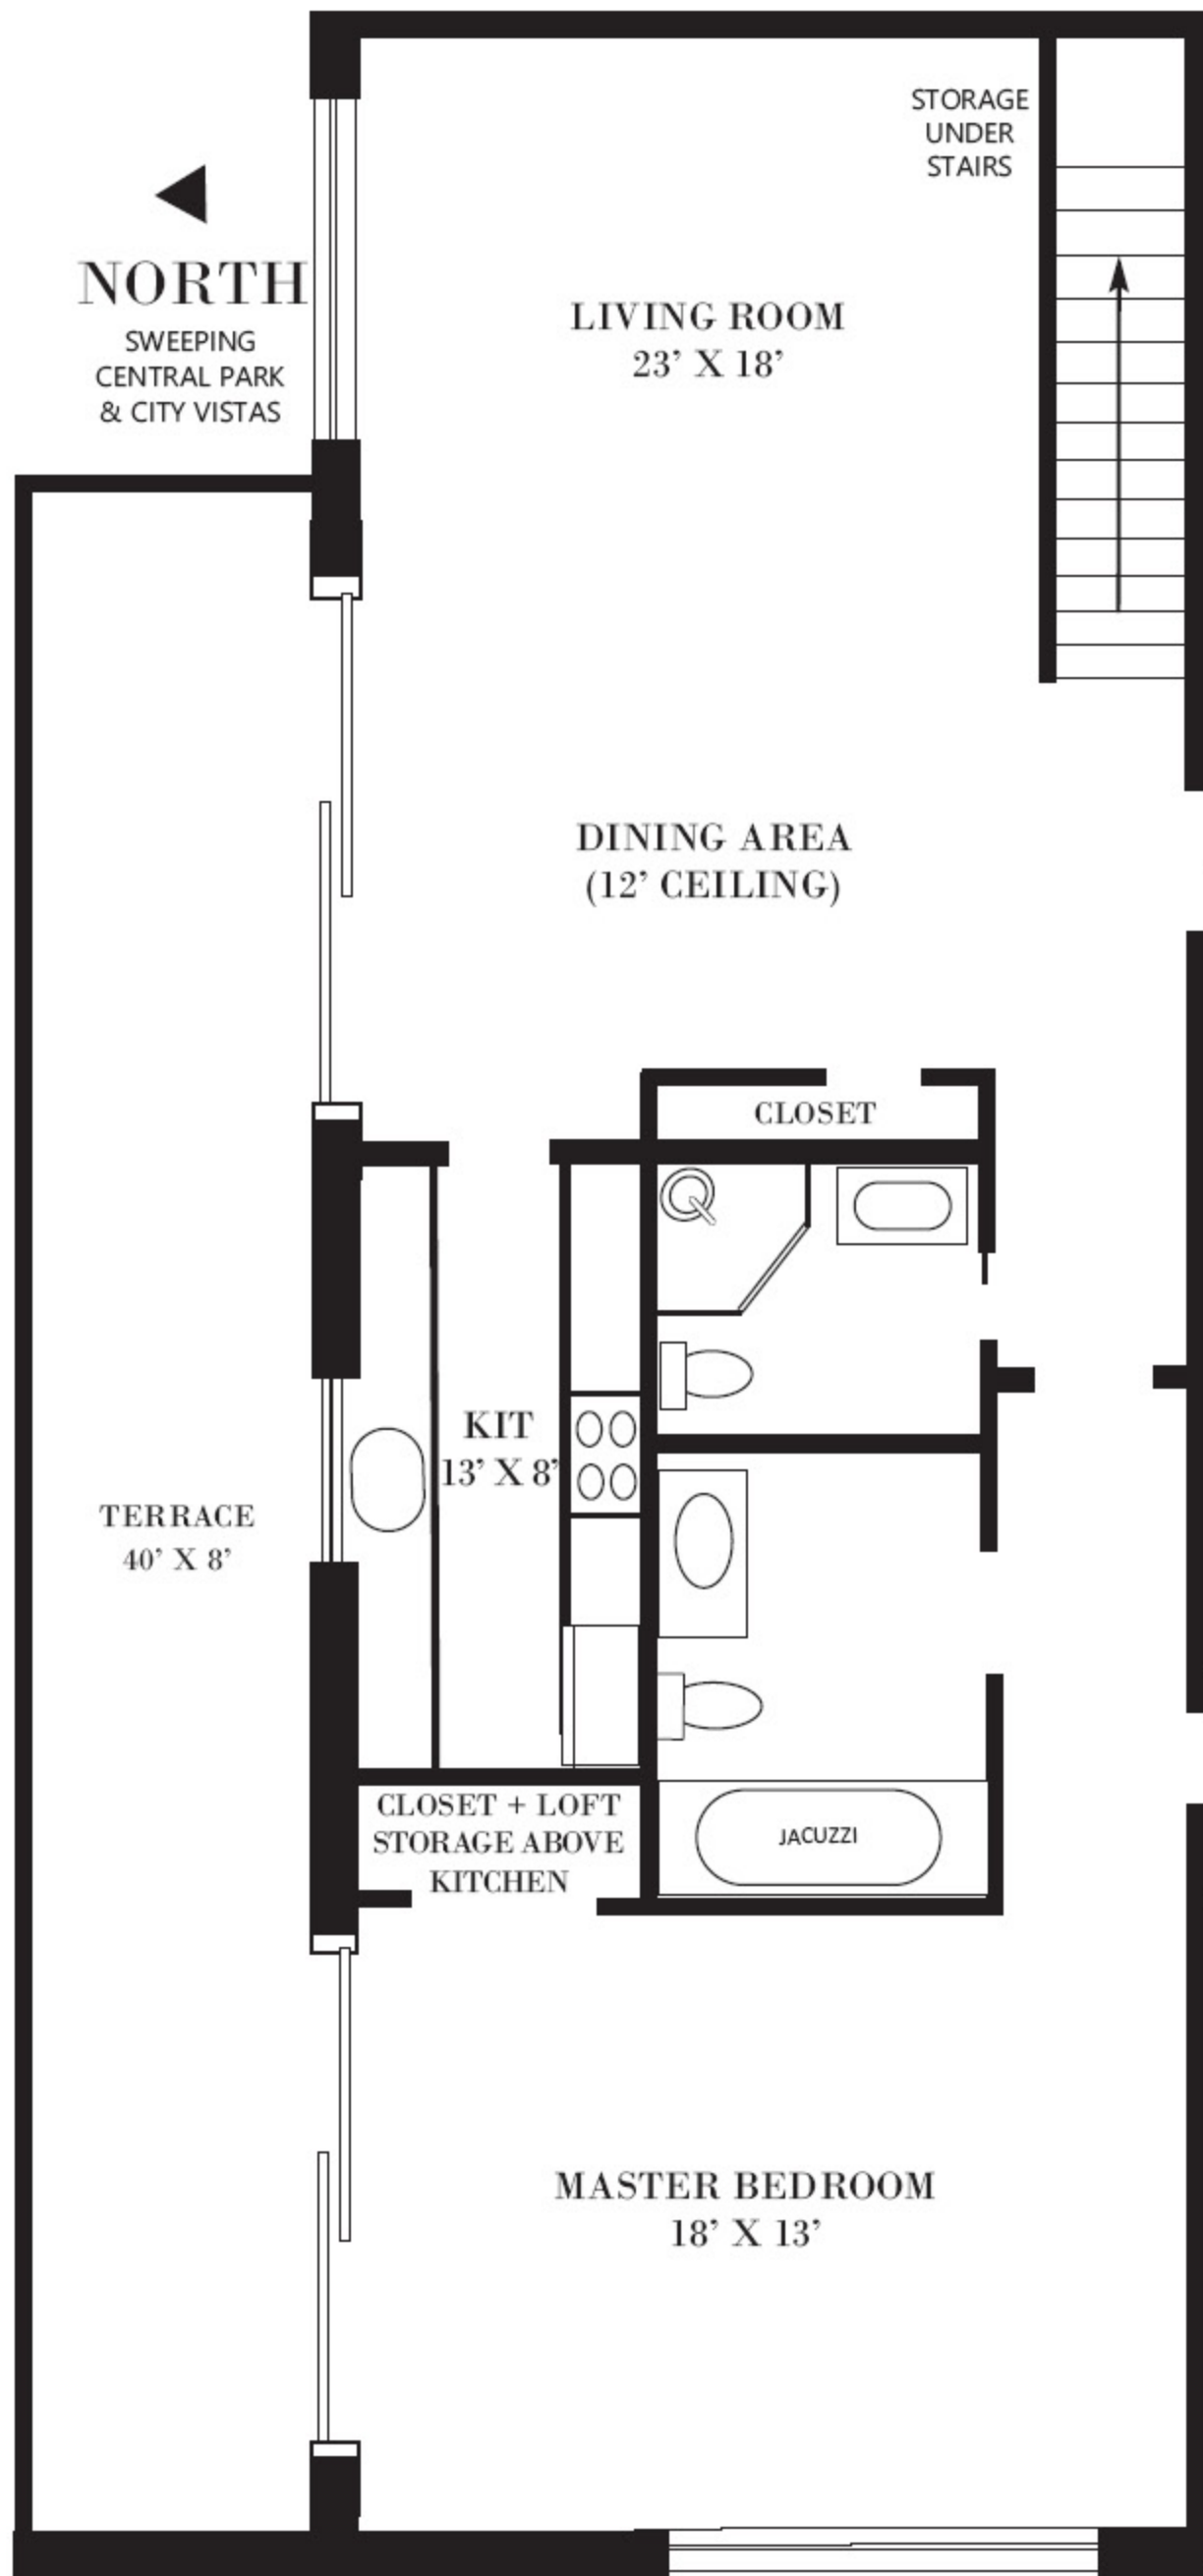 STORAGE
UNDER
STAIRS
NORTH
SWEEPING
CENTRAL PARK
& CITY VISTAS
LIVING ROOM
23’ X 18’
DINING AREA
(12’ CEILING)
CLOSET
KIT
13’ X 8’
TERRACE
40’ X 8’
CLOSET + LOFT
STORAGE ABOVE
KITCHEN
JACUZZI
MASTER BEDROOM
18’ X 13’